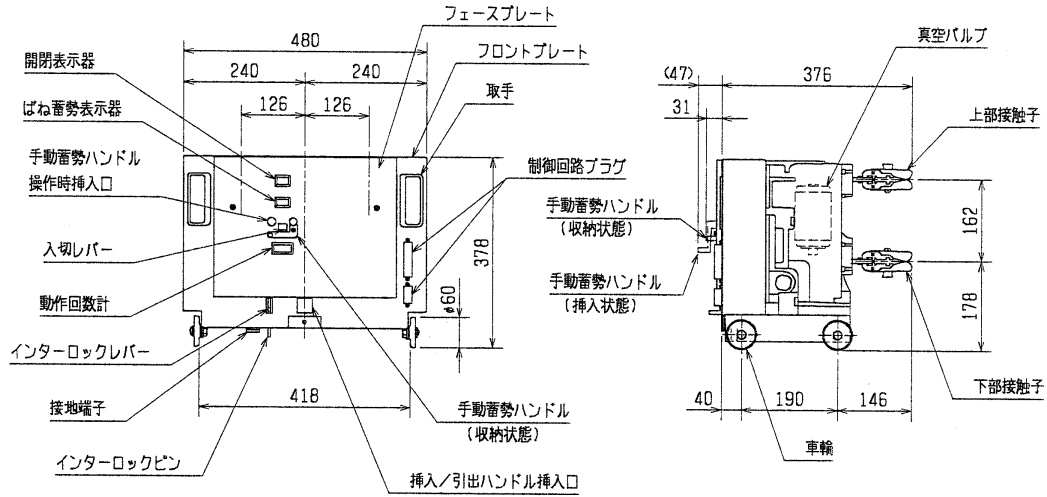 フェースプレート
480
フロントプレート
真空バルブ
開閉表示器
240
240
取手
(47)
376
ばね蓄勢表示器
126
126
31
上部接触子
手動蓄勢ハンドル
操作時挿入口
制御回路プラグ
手動蓄勢ハンドル
(収納状態)
162
入切レバー
378
手動蓄勢ハンドル
(挿入状態)
動作回数計
φ60
178
インターロックレバー
接地端子
418
手動蓄勢ハンドル
(収納状態)
40
190
146
下部接触子
インターロックピン
挿入/引出ハンドル挿入口
車輪